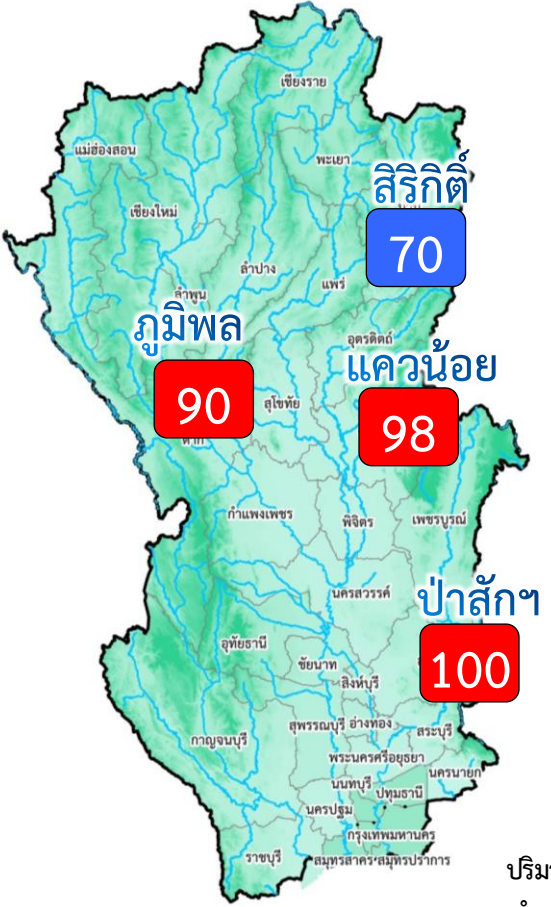 เชียงราย
แม่ฮ่องสอน
พะเยา
สิริกิติ์
เชียงใหม่
70
ลำปาง
แพร่
ลำพูน
ภูมิพล
อุตรดิตถ์
แควน้อย
90
สุโขทัย
98
ตาก
กำแพงเพชร
พิจิตร
เพชรบูรณ์
นครสวรรค์
ป่าสักฯ
อุทัยธานี
ชัยนาท
100
สิงห์บุรี
สุพรรณบุรี อ่างทอง
สระบุรี
กาญจนบุรี
พระนครศรีอยุธยา
นครนายก
นนทบุรี
ปทุมธานี
นครปฐม
กรุงเทพมหานคร
ราชบุรี
สมุทรสาคร สมุทรปราการ